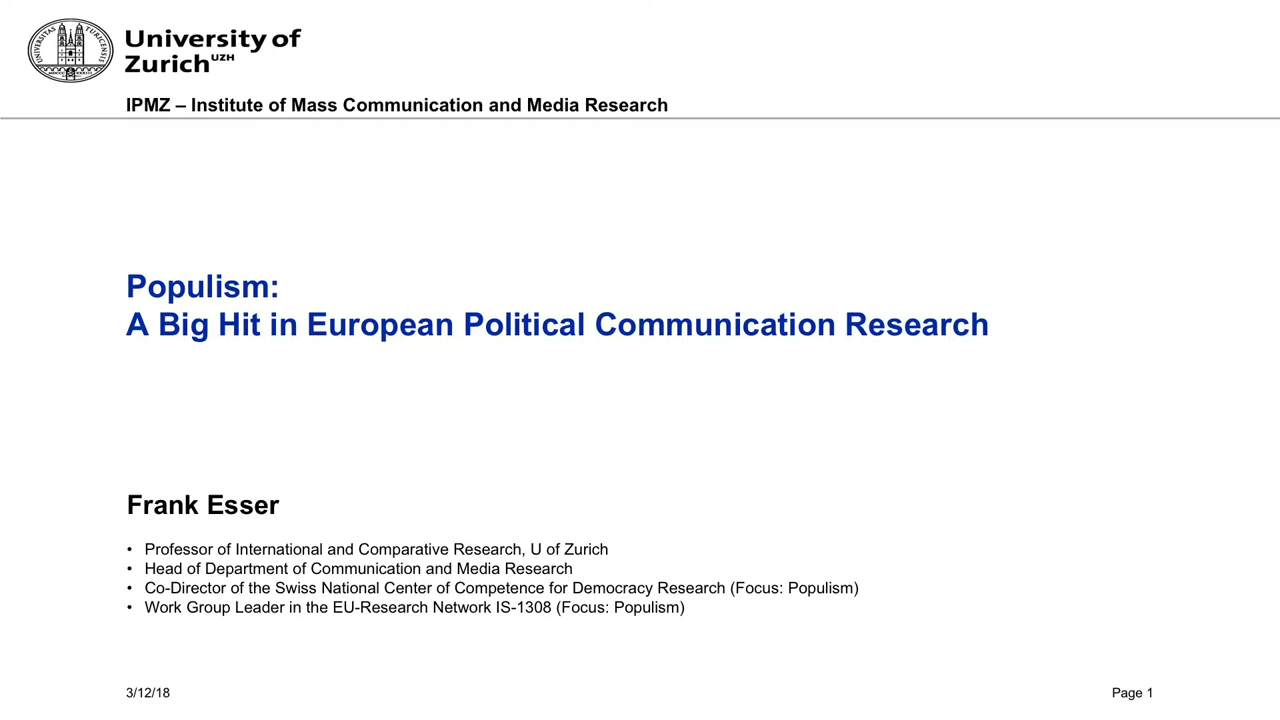 University of
Zurich UZH
IPMZ – Institute of Mass Communication and Media Research
Populism:
A Big Hit in European Political Communication Research
Frank Esser
• Professor of International and Comparative Research, U of Zurich
• Head of Department of Communication and Media Research
• Co-Director of the Swiss National Center of Competence for Democracy Research (Focus: Populism)
• Work Group Leader in the EU-Research Network IS-1308 (Focus: Populism)
3/12/18
Page 1